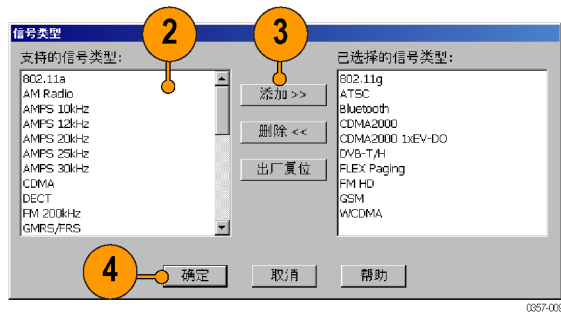 信号类型
2
3
支持的信号类型:
已选择的信号类型:
802.11a
AM Radio
AMPS 10kHz
AMPS 12kHz
AMPS 20kHz
AMPS 25kHz
AMPS 30kHz
CDMA
DECT
FM 200kHz
GMRS/FRS
添加>>
删除<<
出厂复位
802.11g
ATSC
Bluetooth
CDMA2000
CDMA2000 1xEV-DO
DVB-T/H
FLEX Paging
FM HD
GSM
WCDMA
4
确定
取消
帮助
0357-009